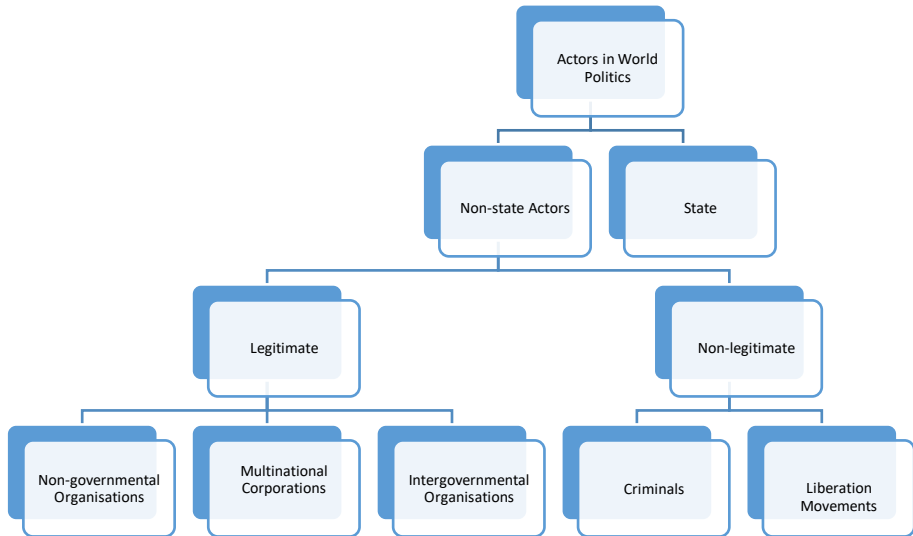 Actors in World
Politics
Non-state Actors
State
Legitimate
Non-legitimate
Non-governmental
Organisations
Multinational
Corporations
Intergovernmental
Organisations
Criminals
Liberation
Movements